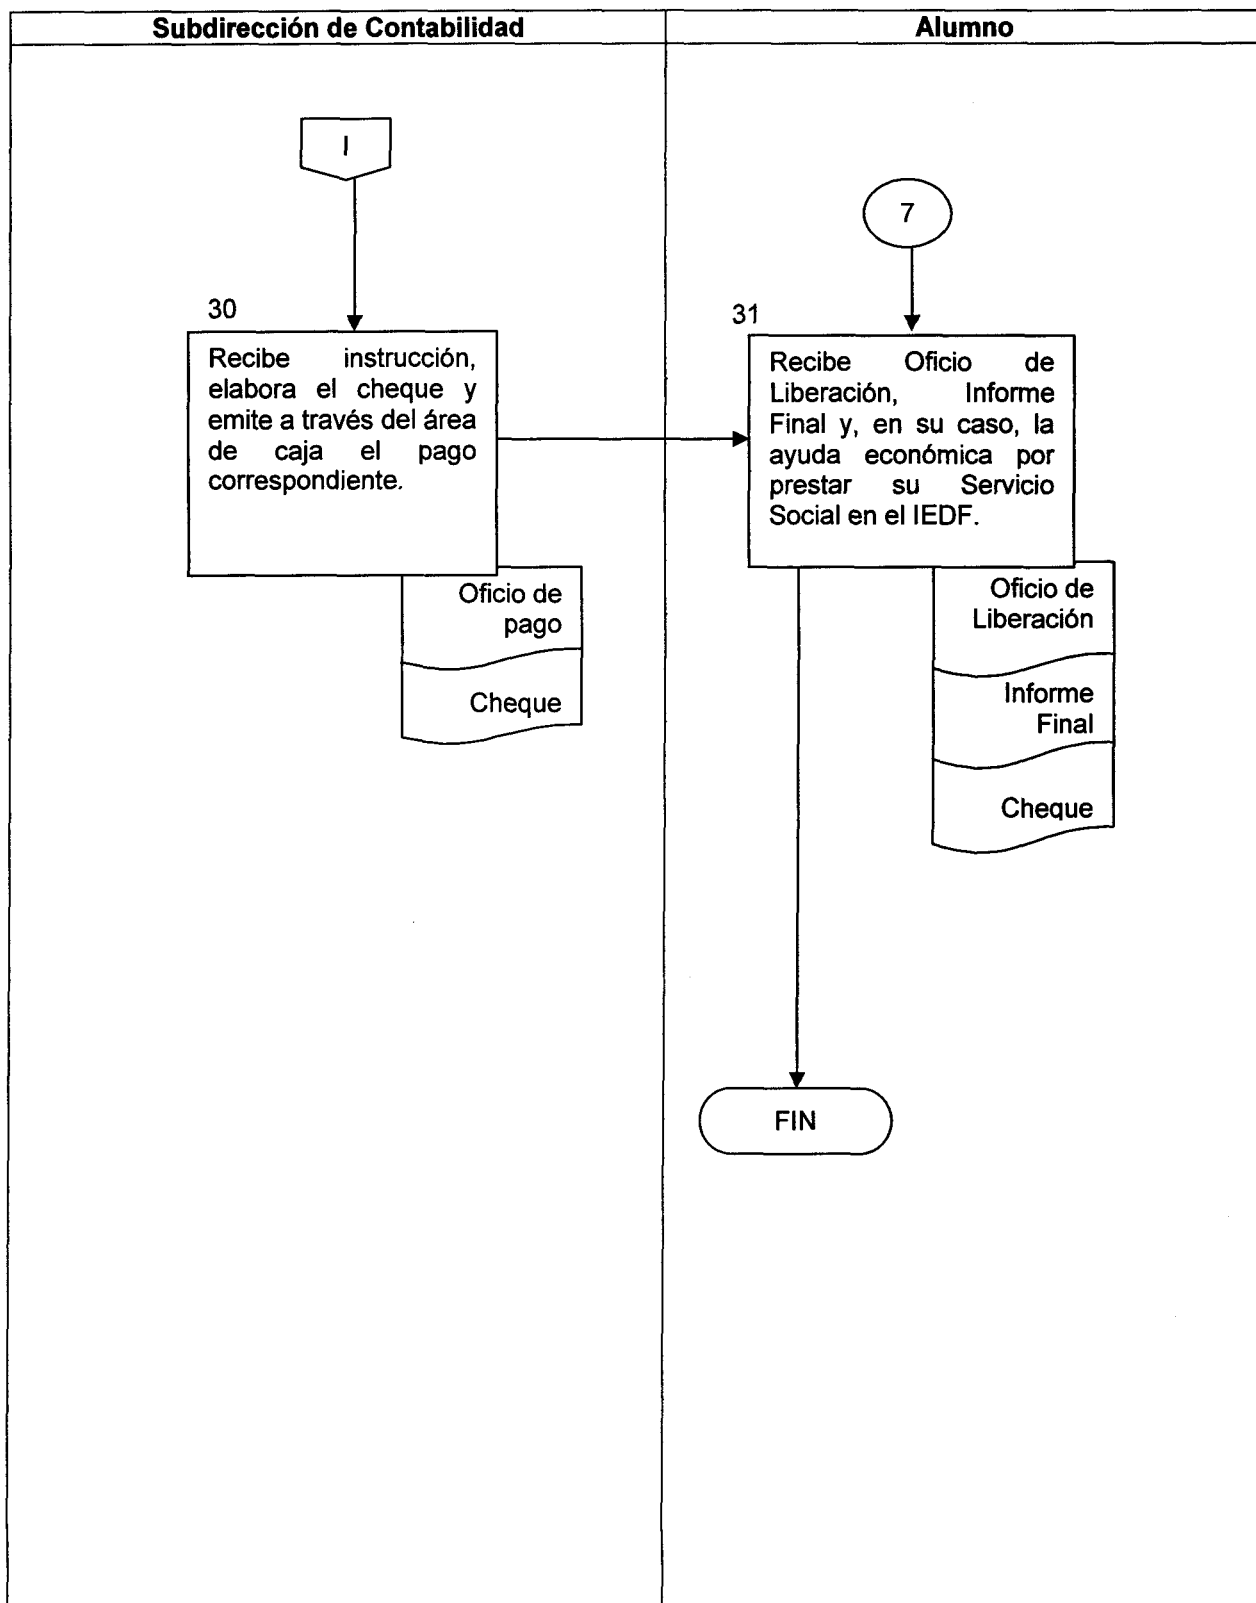 Subdirección de Contabilidad
Alumno
I
7
30
Recibe instrucción,
elabora el cheque y
emite a través del área
de caja el pago
correspondiente.
Oficio de
pago
Cheque
31
Recibe Oficio de
Liberación, Informe
Final y, en su caso, la
ayuda económica por
prestar su Servicio
Social en el IEDF.
Oficio de
Liberación
Informe
Final
Cheque
FIN